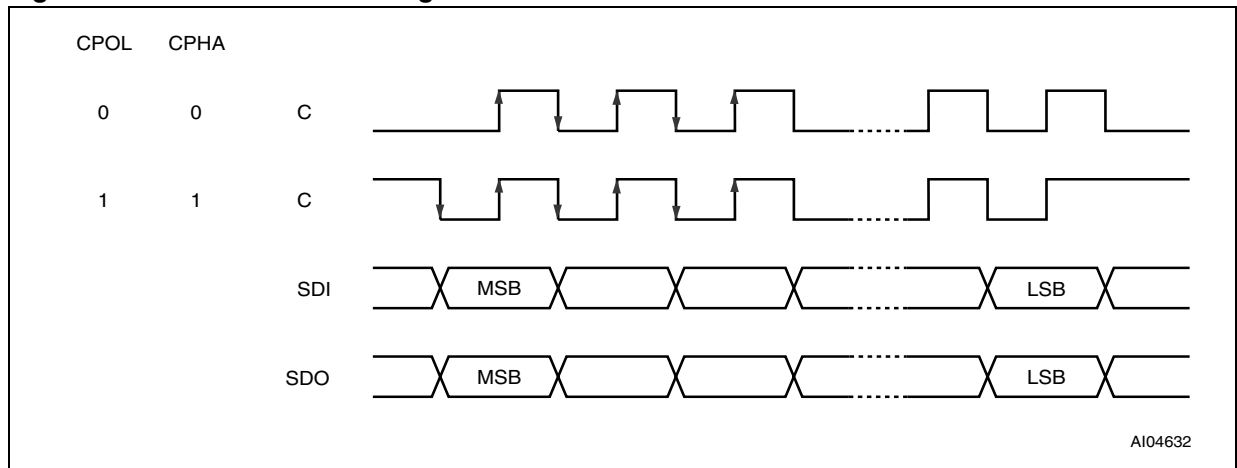 CPOL CPHA
0 0 C
1 1 C
SDI MSB LSB
SDO MSB LSB
AI04632